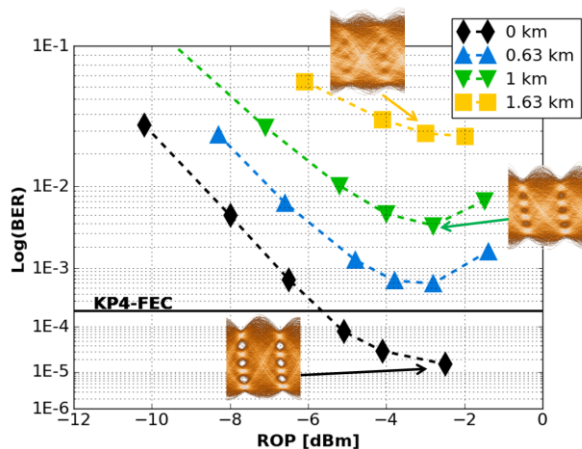 1E-1
1E-2
1E-3
1E-4
1E-5
1E-6
Log(BER)
KP4-FEC
0 km
0.63 km
1 km
1.63 km
−12
−10
−8
−6
−4
−2
0
ROP [dBm]